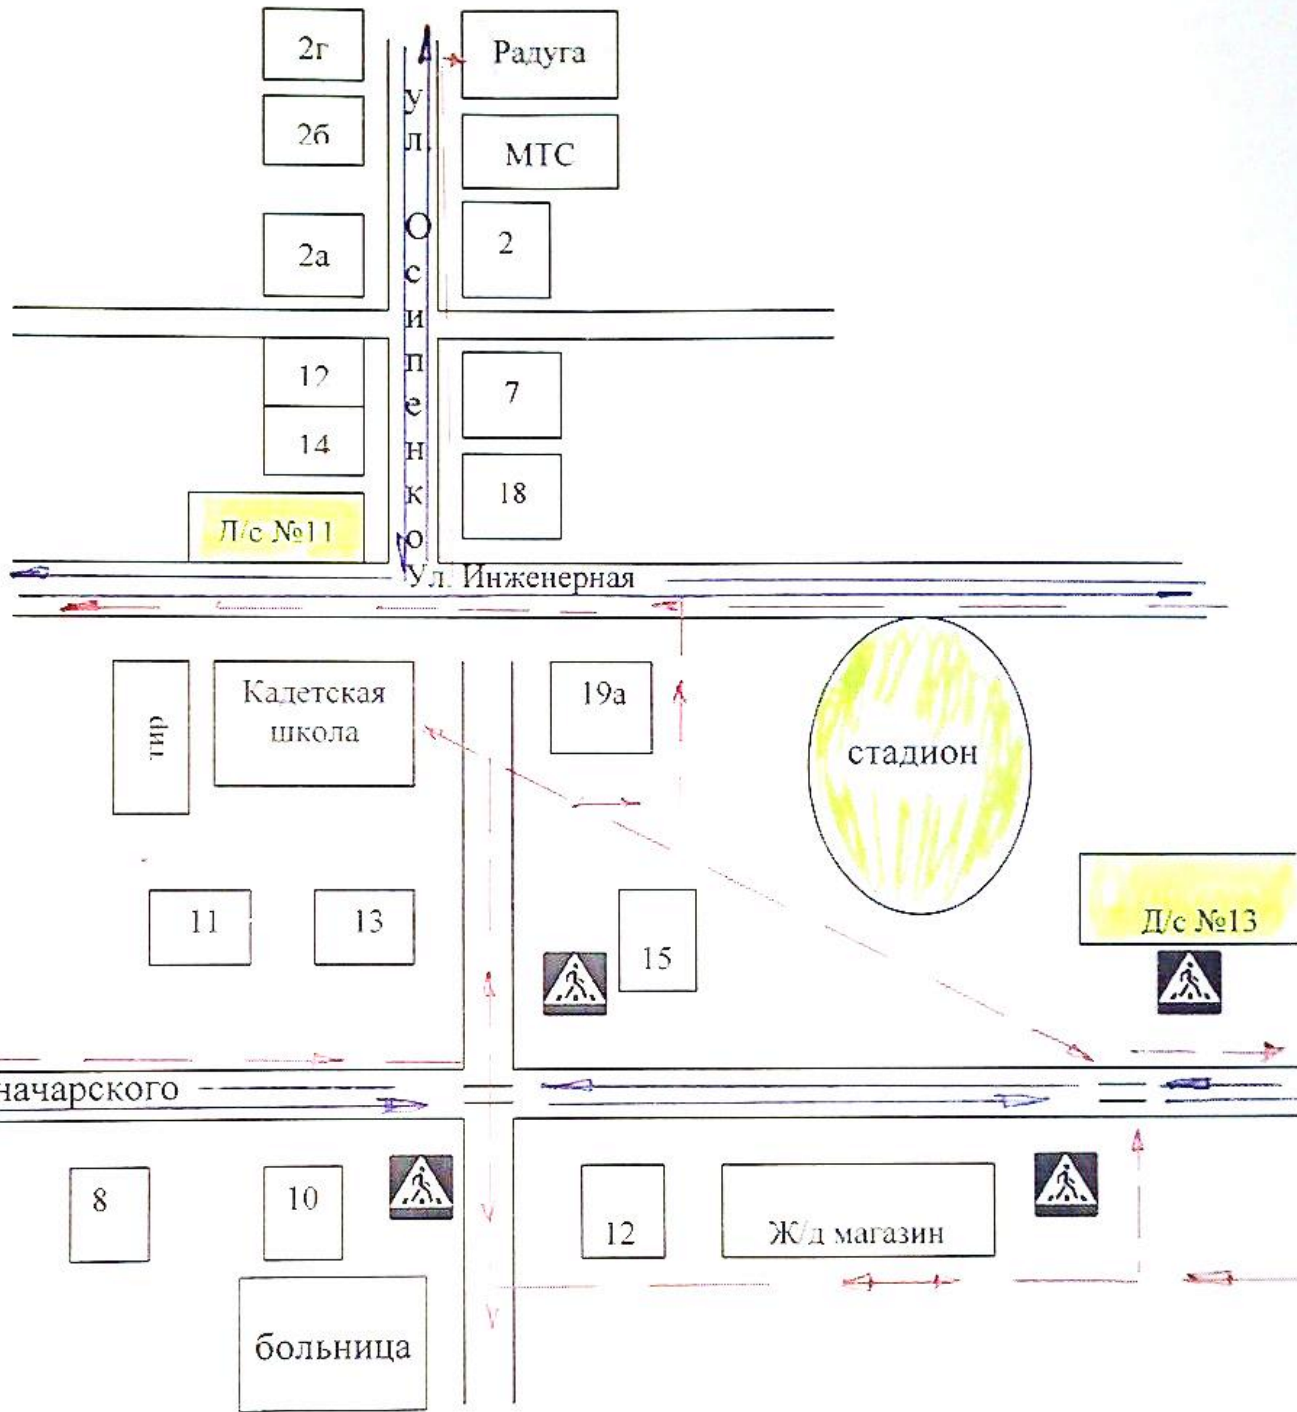 2г
Радуга
2б
МТС
ул. Осипенко
2а
2
12
7
14
18
Д/с №11
Ул. Инженерная
Кадетская
школа
19а
стадион
тир
11
13
15
Д/с №13
начарского
8
10
12
Ж/д магазин
больница